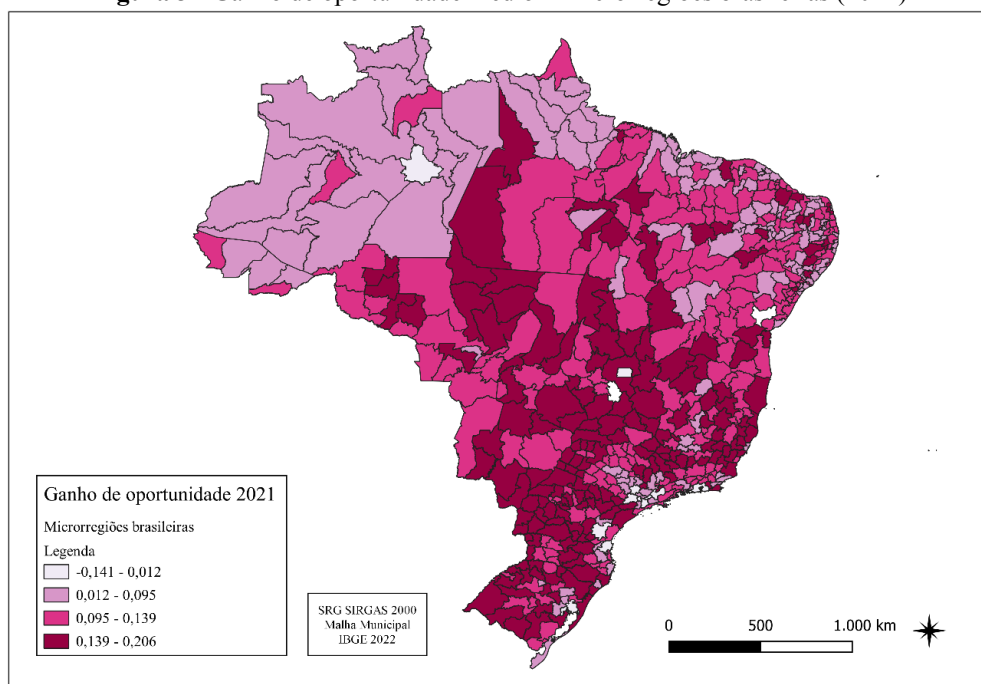 Ganho de oportunidade 2021
Microrregiões brasileiras
Legenda
-0,141 - 0,012
0,012 - 0,095
0,095 - 0,139
0,139 - 0,206
SRG SIRGAS 2000
Malha Municipal
IBGE 2022
0 500 1.000 km